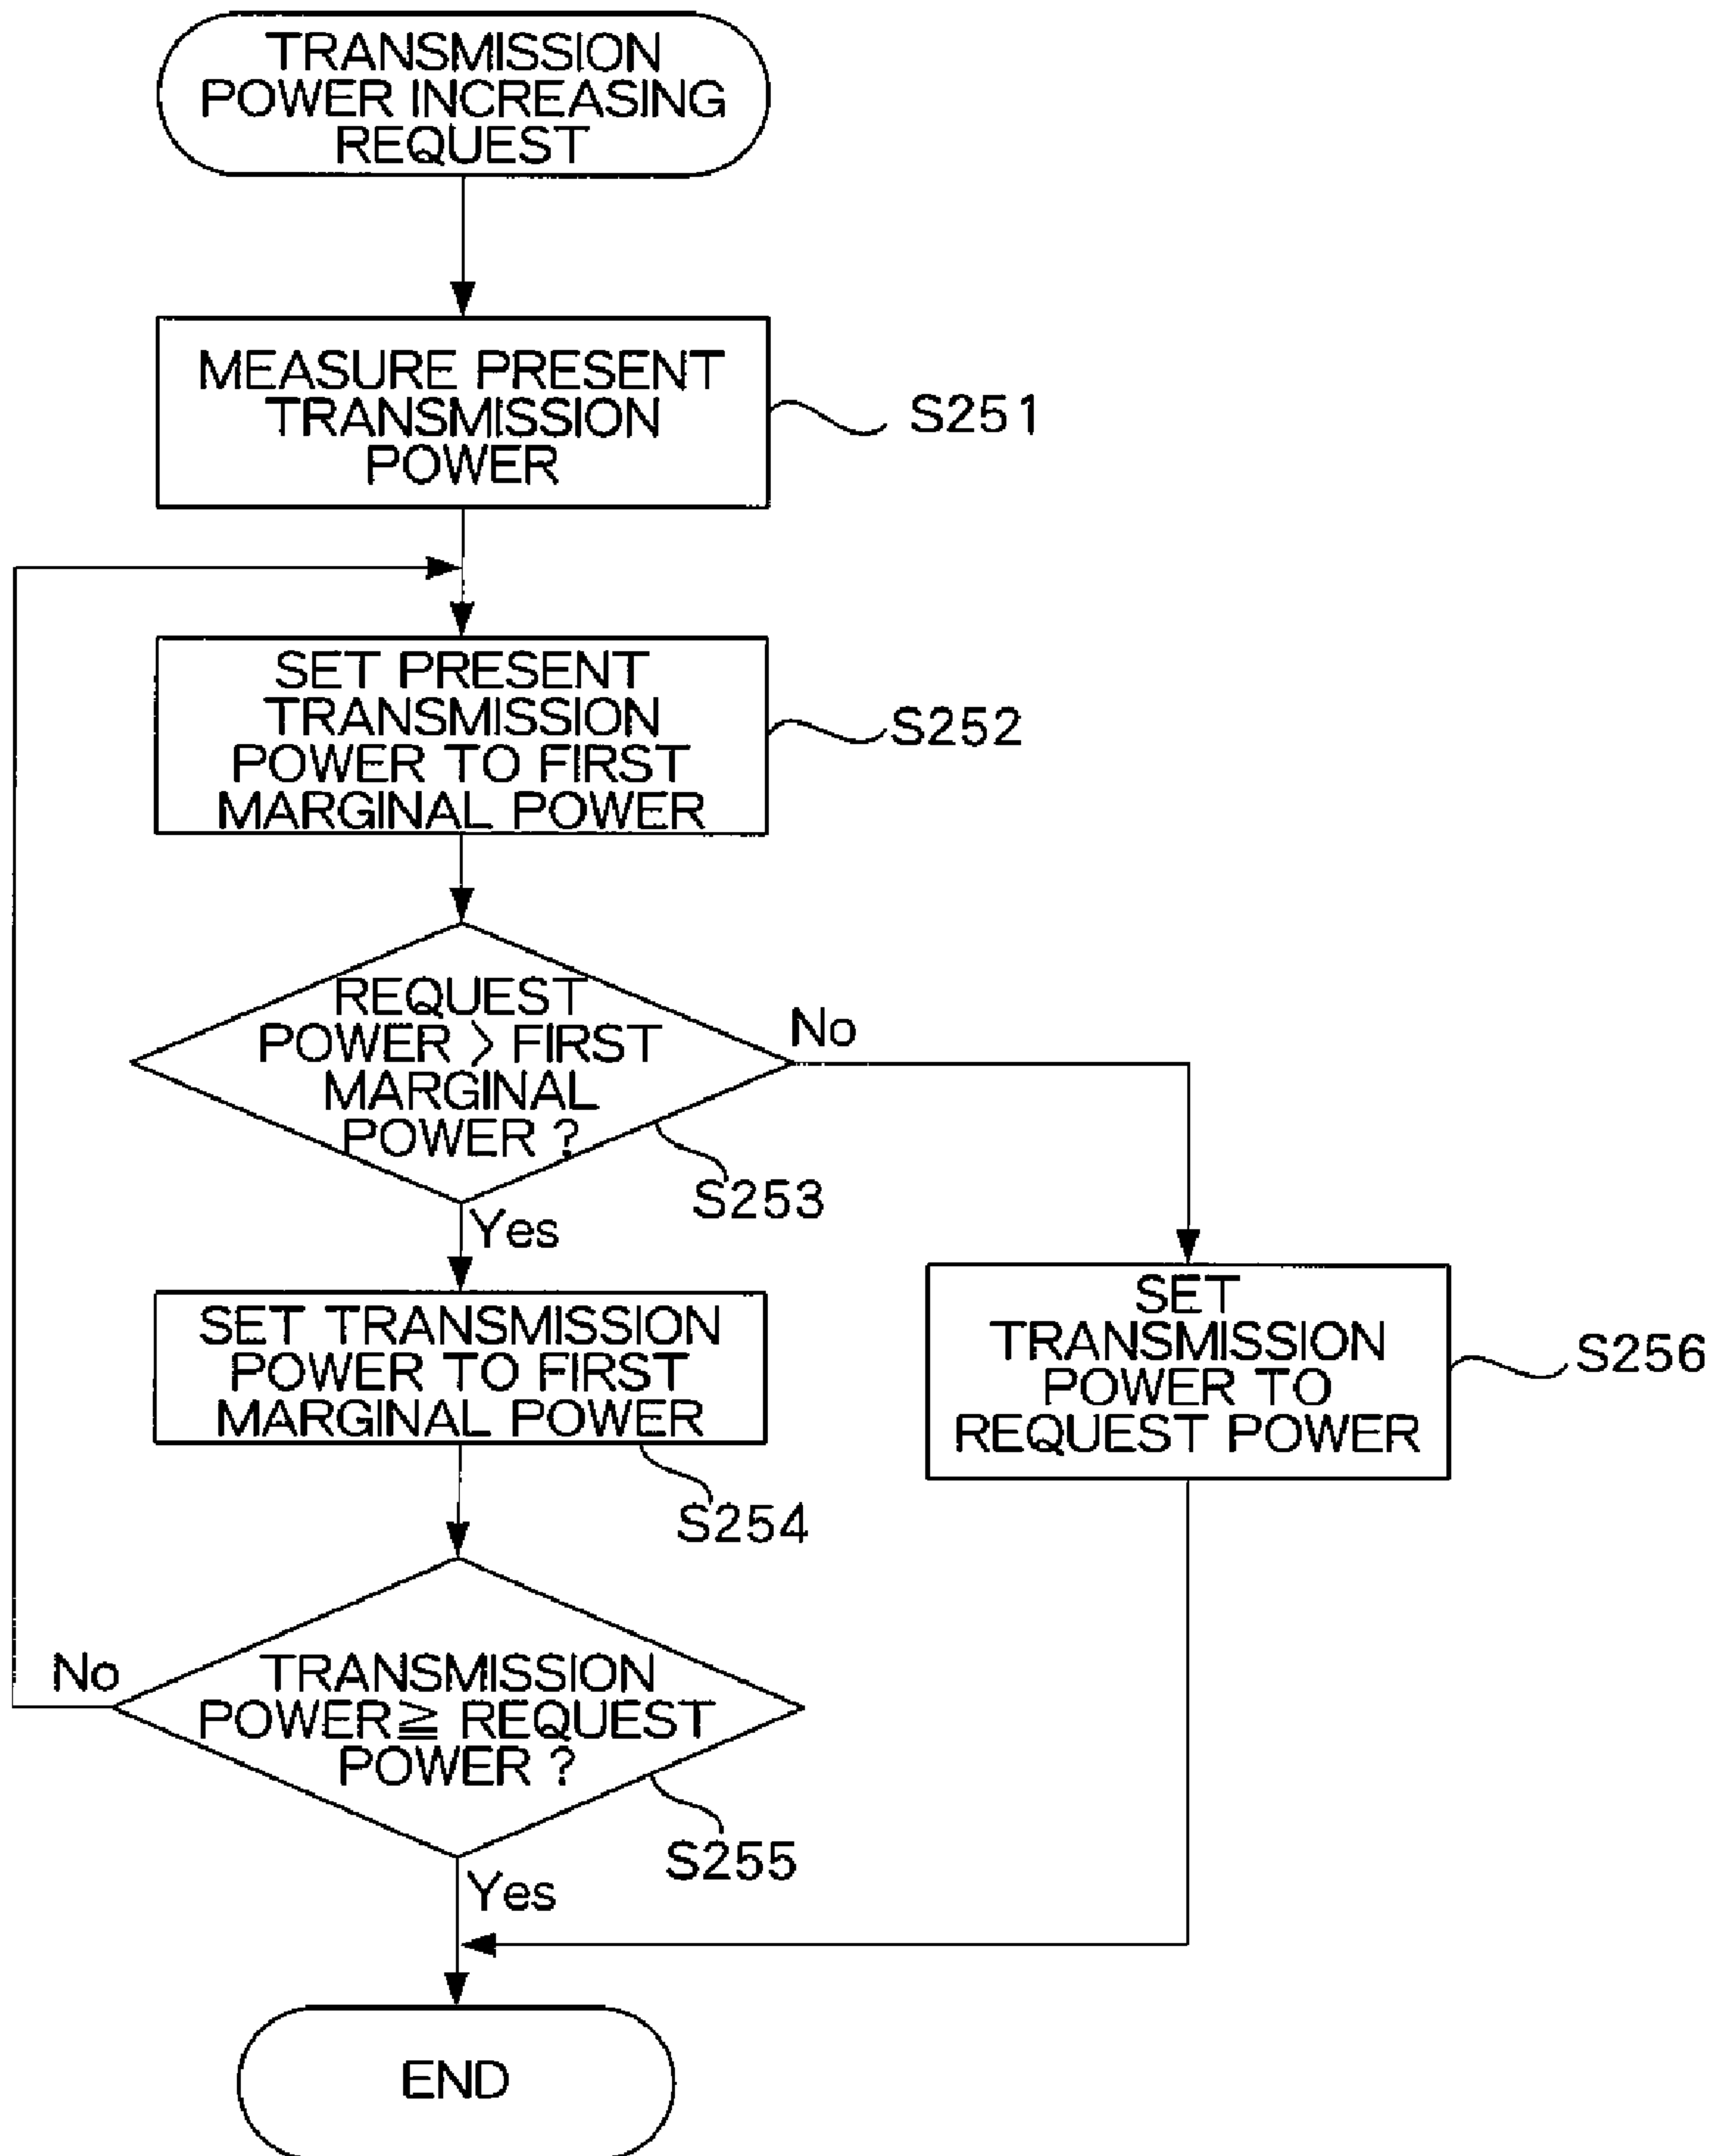 TRANSMISSION
POWER INCREASING
REQUEST
MEASURE PRESENT
TRANSMISSION
POWER
S251
SET PRESENT
TRANSMISSION
POWER TO FIRST
MARGINAL POWER
S252
REQUEST
POWER > FIRST
MARGINAL
POWER ?
No
S253
Yes
SET TRANSMISSION
POWER TO FIRST
MARGINAL POWER
S254
SET
TRANSMISSION
POWER TO
REQUEST POWER
S256
No
TRANSMISSION
POWER≧ REQUEST
POWER ?
S255
Yes
END